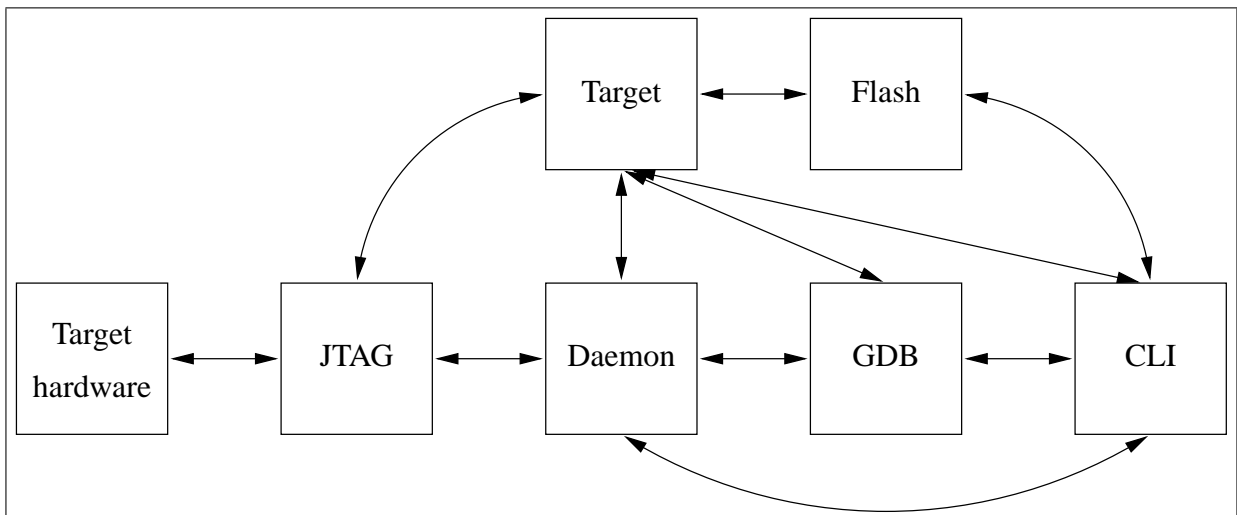 Target
Flash
Target
hardware
JTAG
Daemon
GDB
CLI